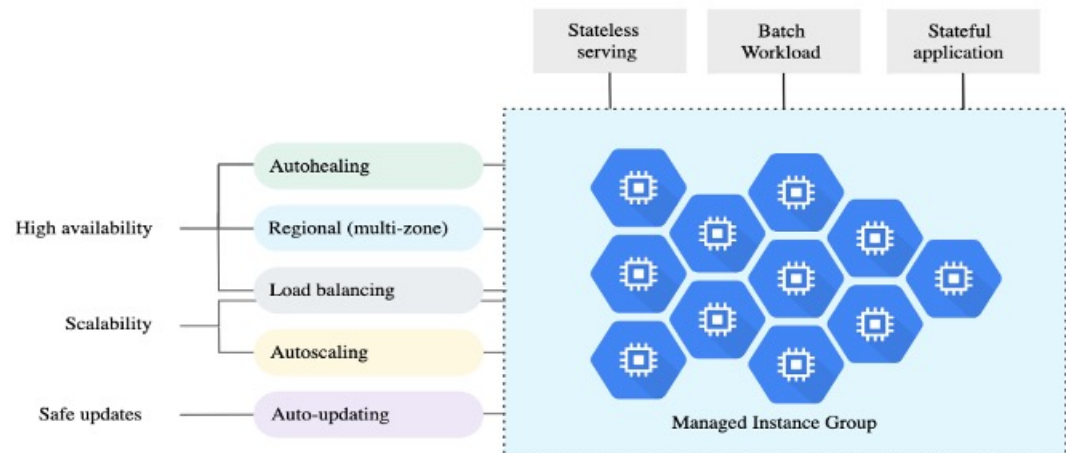 Stateless
serving
Batch
Workload
Stateful
application
Autohealing
High availability
Regional (multi-zone)
Load balancing
Scalability
Autoscaling
Safe updates
Auto-updating
Managed Instance Group